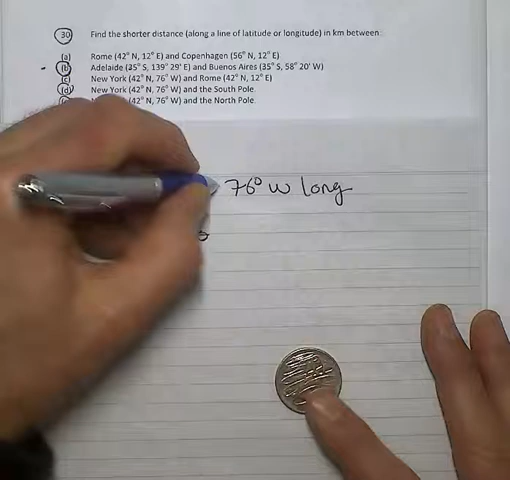 30 Find the shorter distance (along a line of latitude or longitude) in km between:
(a) Rome (42° N, 12° E) and Copenhagen (56° N, 12° E)
(b) Adelaide (35° S, 139° 29' E) and Buenos Aires (35° S, 58° 20' W)
(c) New York (42° N, 76° W) and Rome (42° N, 12° E)
(d) New York (42° N, 76° W) and the South Pole.
(42° N, 76° W) and the North Pole.
76° W long